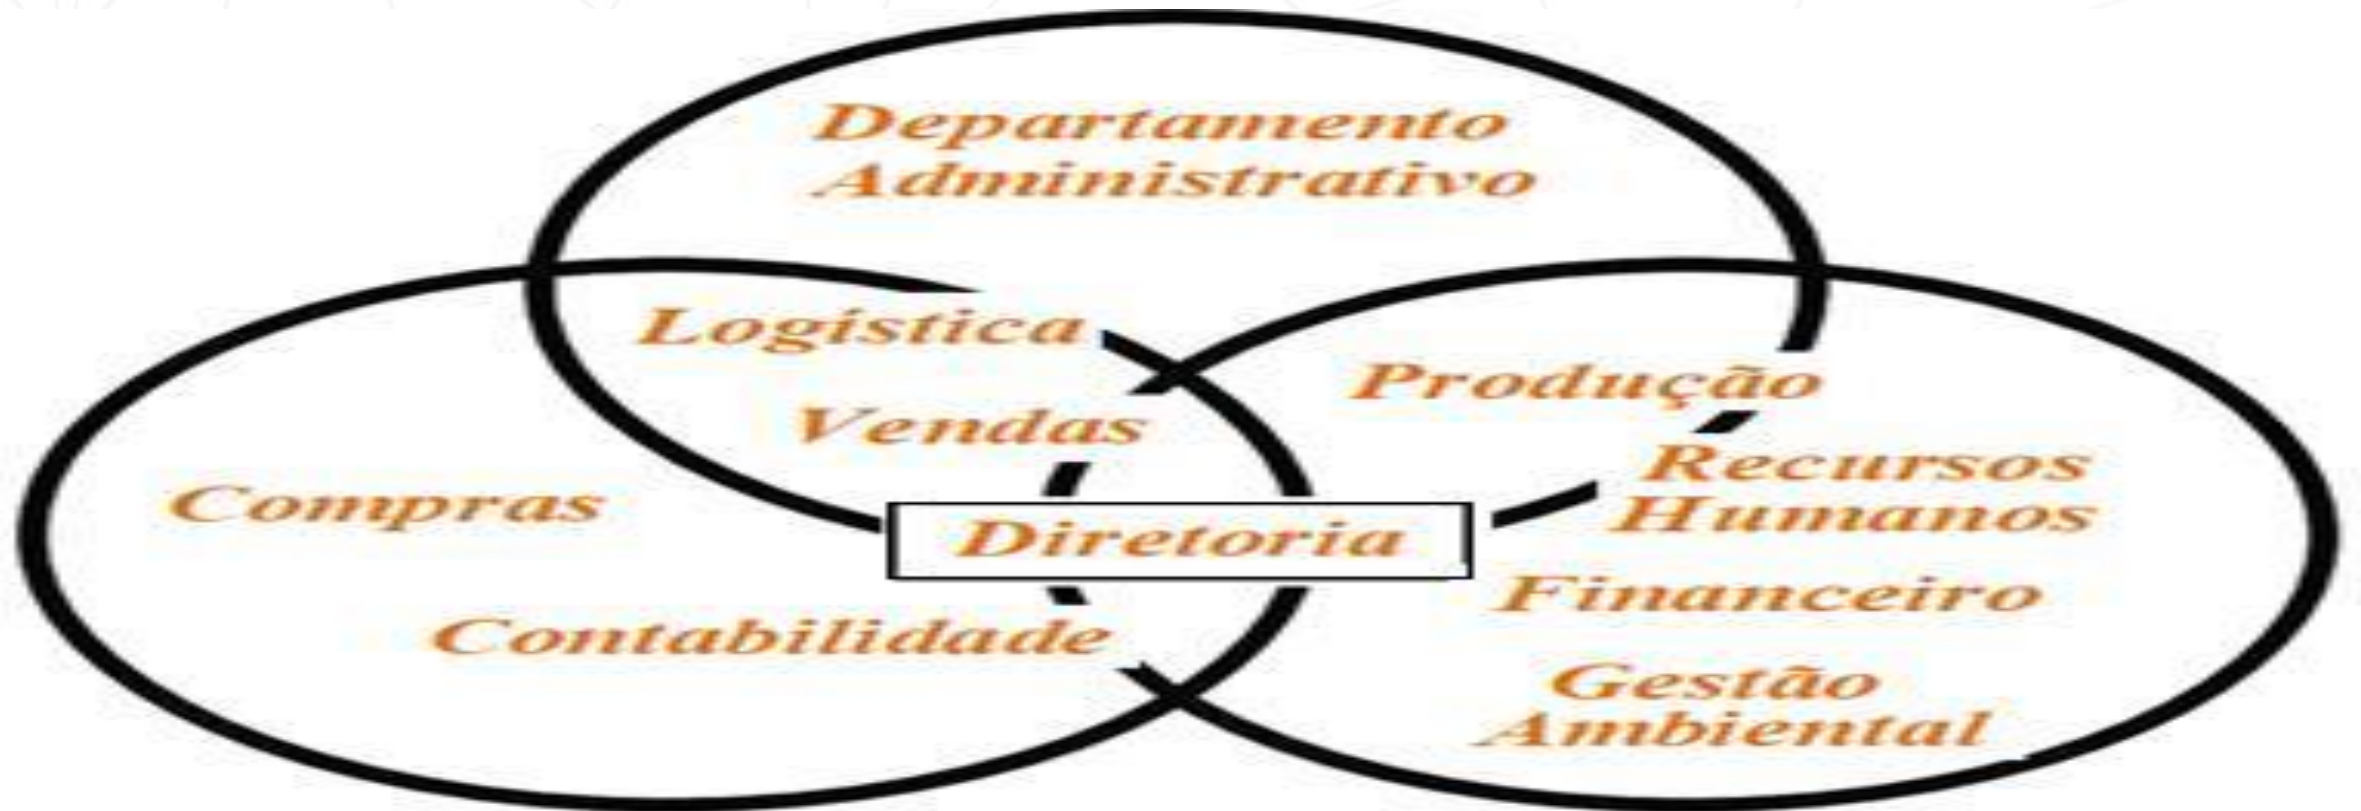 Departamento
Administrativo
Logística
Produção
Vendas
Recursos
Humanos
Compras
Diretoria
Financeiro
Contabilidade
Gestão
Ambiental